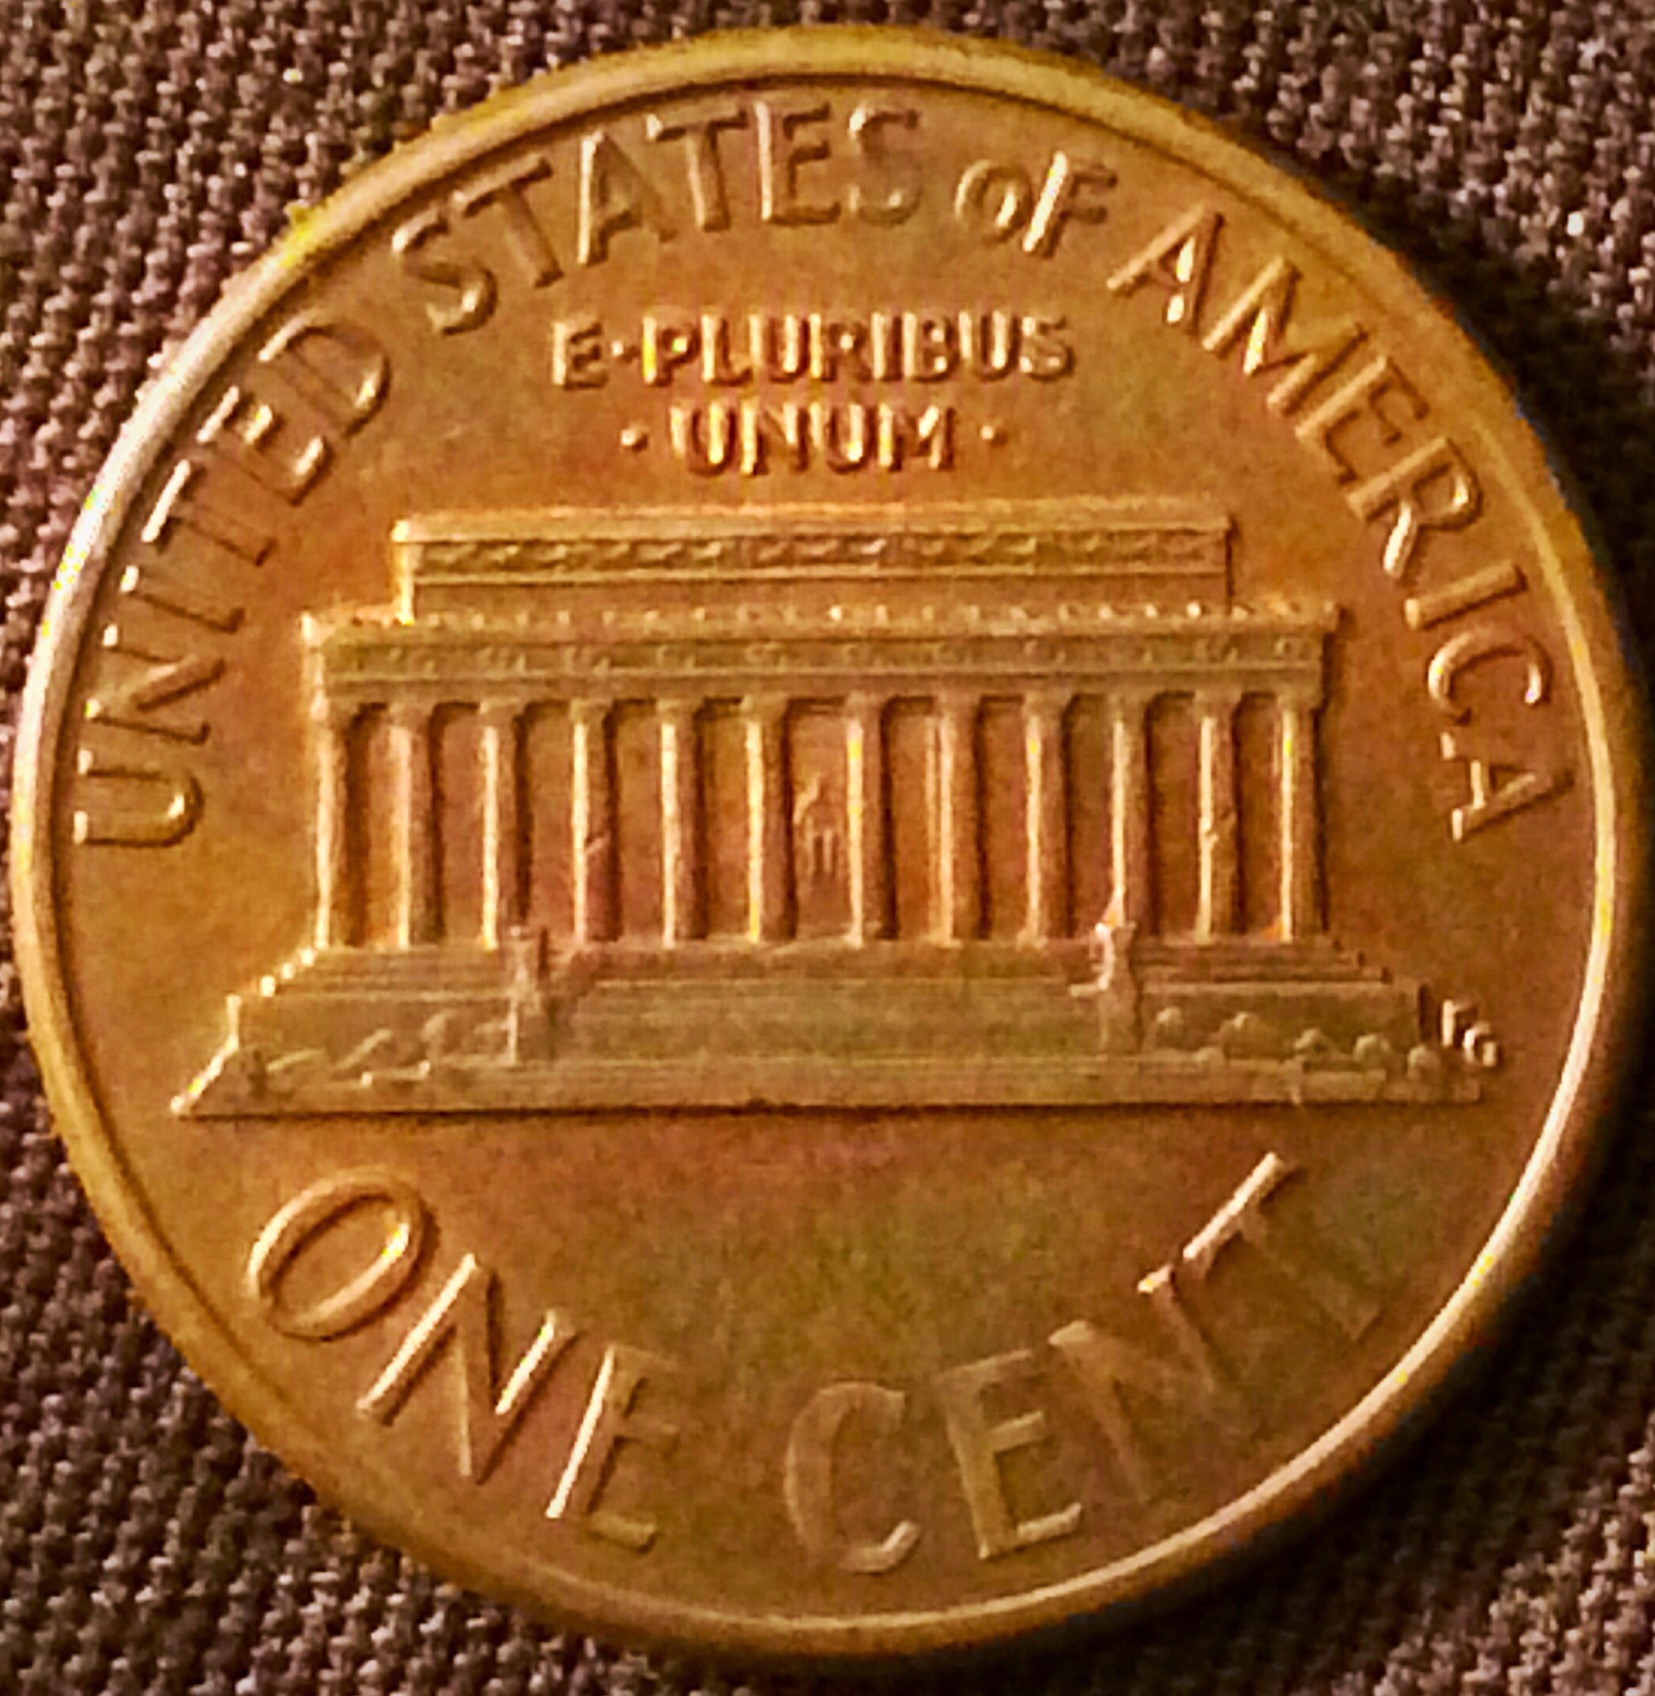 UNITED STATES OF AMERICA
E·PLURIBUS
·UNUM·
FG
ONE CENT